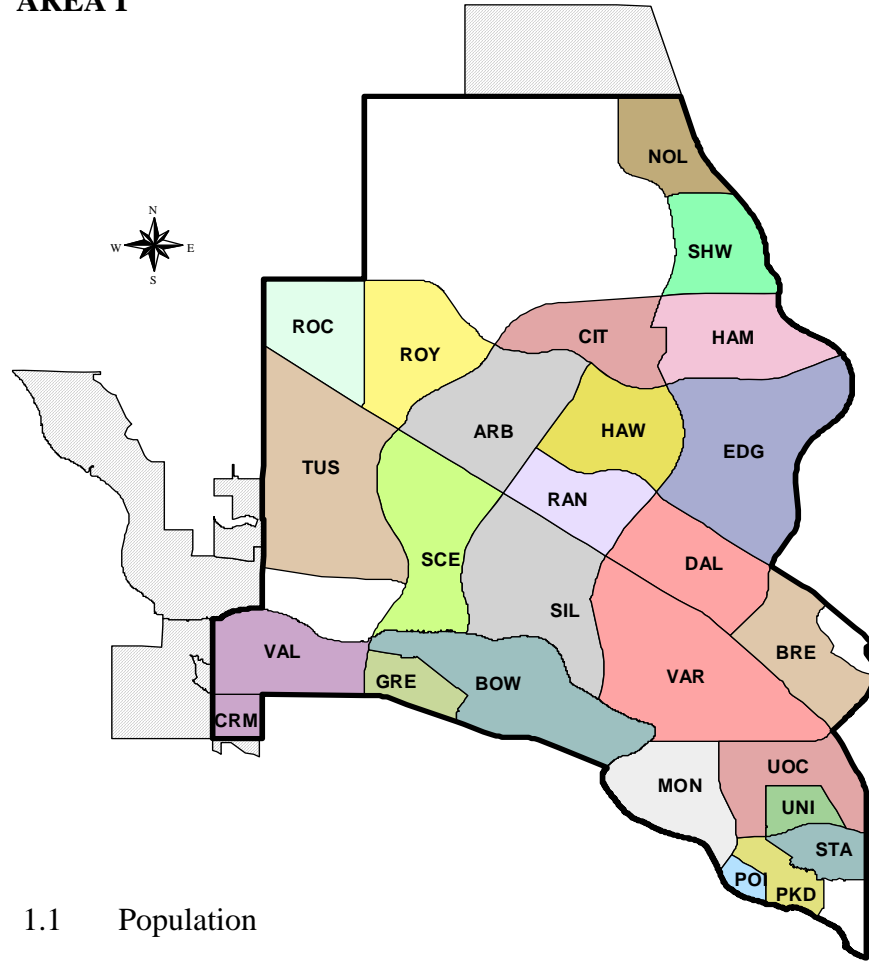 AREA 1
NOL
N
W E
S
SHW
ROC
ROY
CIT
HAM
ARB
HAW
EDG
TUS
RAN
SCE
DAL
SIL
VAL
BRE
GRE
BOW
VAR
CRM
MON
UOC
UNI
STA
POI
PKD
1.1 Population